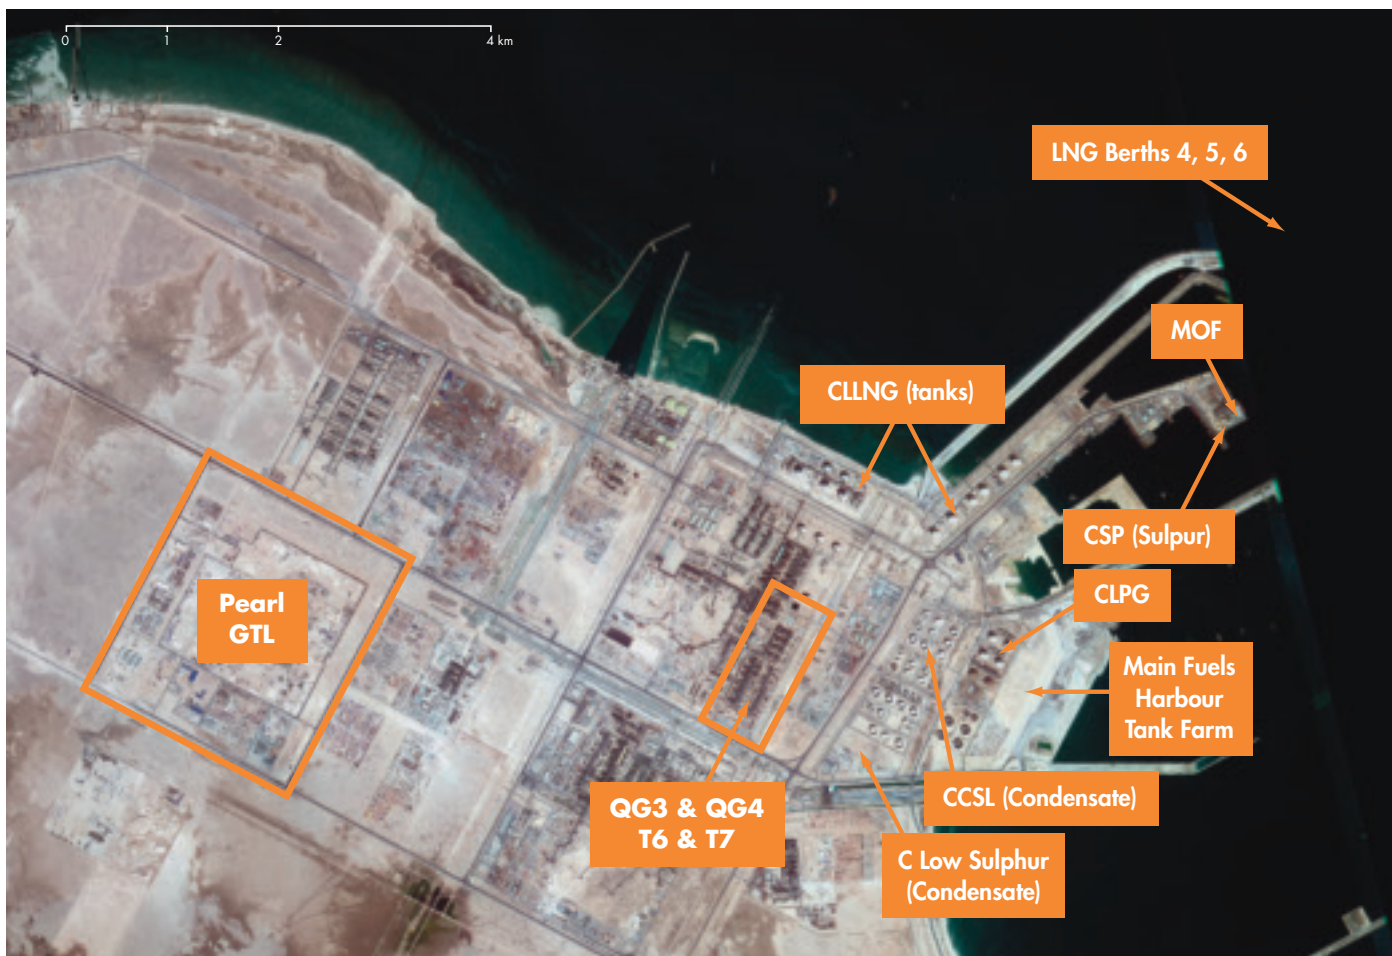 0 1 2 4 km
LNG Berths 4, 5, 6
MOF
CLLNG (tanks)
CSP (Sulpur)
CLPG
Pearl
GTL
Main Fuels
Harbour
Tank Farm
QG3 & QG4
T6 & T7
CCSL (Condensate)
C Low Sulphur
(Condensate)